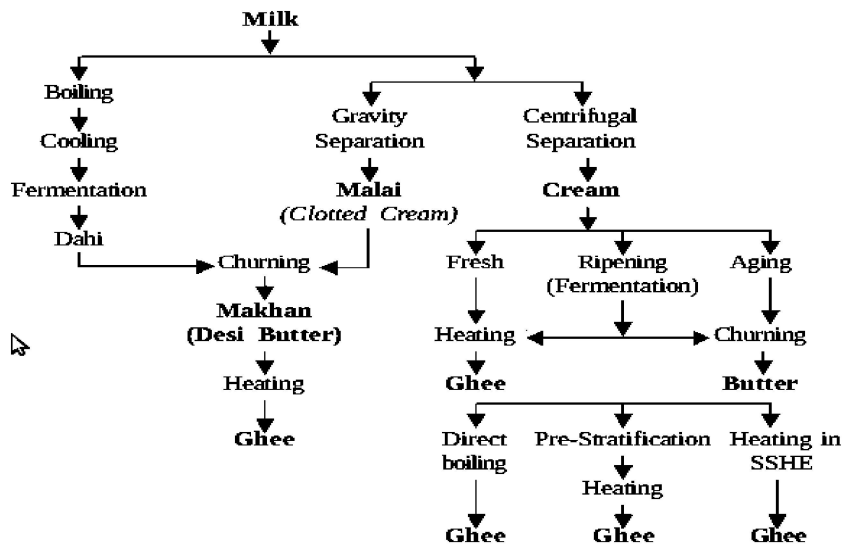 Milk
Boiling
Cooling
Fermentation
Dahi
Gravity
Separation
Malai
(Clotted Cream)
Centrifugal
Separation
Cream
Churning
Makhan
(Desi Butter)
Heating
Ghee
Fresh
Heating
Ghee
Ripening
(Fermentation)
Aging
Churning
Butter
Direct
boiling
Ghee
Pre-Stratification
Heating
Ghee
Heating in
SSHE
Ghee